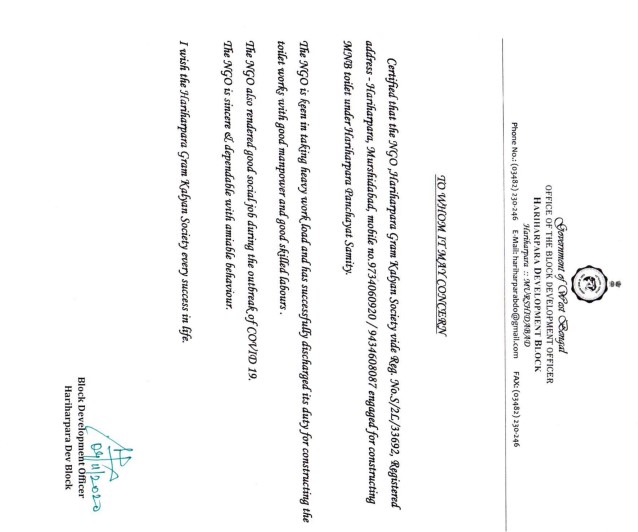 Government of West Bengal
OFFICE OF THE BLOCK DEVELOPMENT OFFICER
HARIHARPARA DEVELOPMENT BLOCK
Hariharpara :: MURSHIDABAD
Phone No.: (03482) 230-246 E-Mail: hariharparabdo@gmail.com FAX: (03482) 230-246
TO WHOM IT MAY CONCERN
Certified that the NGO ,Hariharpara Gram Kalyan Society vide Reg. No.S/2L/33692, Registered
address - Hariharpara, Murshidabad, mobile no.9734060920 / 9434608087 engaged for constructing
MNB toilet under Hariharpara Panchayat Samity.
The NGO is keen in taking heavy work load and has successfully discharged its duty for constructing the
toilet works with good manpower and good skilled labours .
The NGO also rendered good social job during the outbreak of COVID 19.
The NGO is sincere & dependable with amiable behaviour.
I wish the Hariharpara Gram Kalyan Society every success in life.
09/11/2020
Block Development Officer
Hariharpara Dev Block